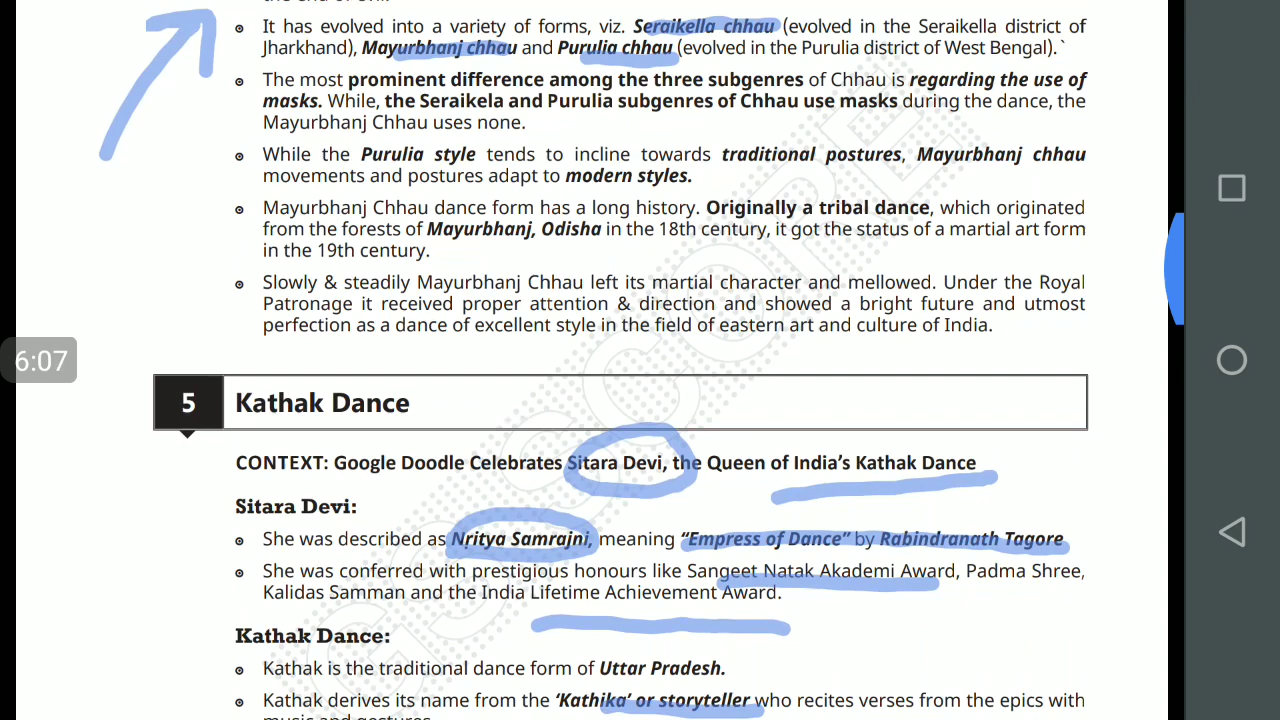 It has evolved into a variety of forms, viz. Seraikella chhau (evolved in the Seraikella district of
Jharkhand), Mayurbhanj chhau and Purulia chhau (evolved in the Purulia district of West Bengal).`
The most prominent difference among the three subgenres of Chhau is regarding the use of
masks. While, the Seraikela and Purulia subgenres of Chhau use masks during the dance, the
Mayurbhanj Chhau uses none.
While the Purulia style tends to incline towards traditional postures, Mayurbhanj chhau
movements and postures adapt to modern styles.
Mayurbhanj Chhau dance form has a long history. Originally a tribal dance, which originated
from the forests of Mayurbhanj, Odisha in the 18th century, it got the status of a martial art form
in the 19th century.
Slowly & steadily Mayurbhanj Chhau left its martial character and mellowed. Under the Royal
Patronage it received proper attention & direction and showed a bright future and utmost
perfection as a dance of excellent style in the field of eastern art and culture of India.
6:07
5 Kathak Dance
CONTEXT: Google Doodle Celebrates Sitara Devi, the Queen of India's Kathak Dance
Sitara Devi:
She was described as Nritya Samrajni, meaning “Empress of Dance” by Rabindranath Tagore
She was conferred with prestigious honours like Sangeet Natak Akademi Award, Padma Shree,
Kalidas Samman and the India Lifetime Achievement Award.
Kathak Dance:
Kathak is the traditional dance form of Uttar Pradesh.
Kathak derives its name from the ‘Kathika’ or storyteller who recites verses from the epics with
GSSCORE